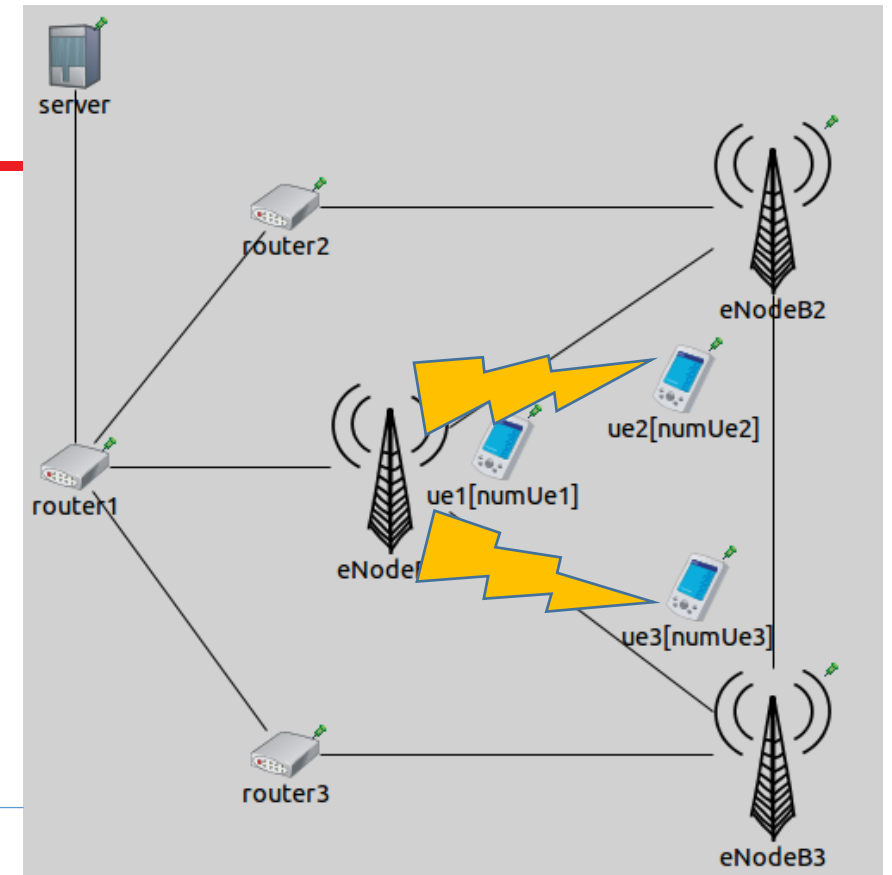 server
router2
eNodeB2
ue2[numUe2]
ue1[numUe1]
router1
ue3[numUe3]
router3
eNodeB3